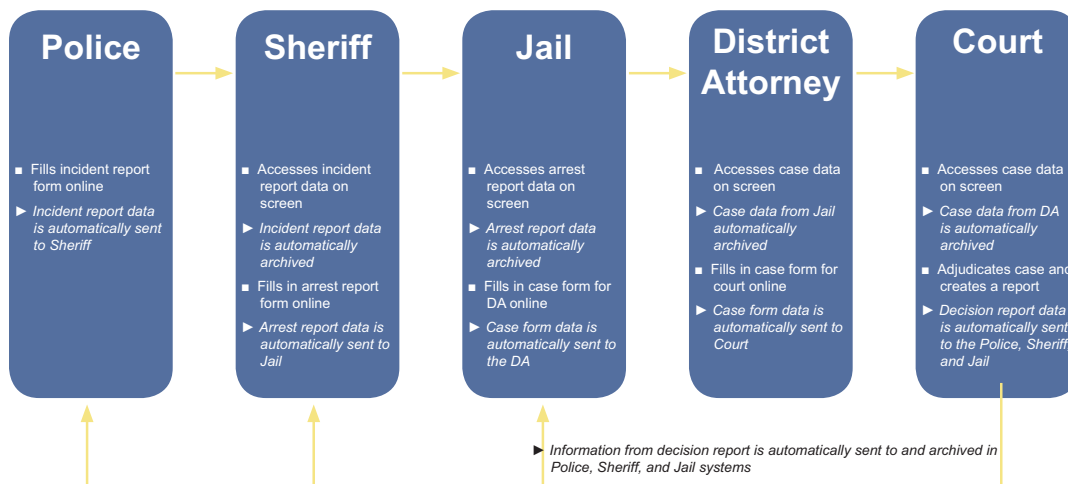 Police
■ Fills incident report
form online
► Incident report data
is automatically sent
to Sheriff
Sheriff
■ Accesses incident
report data on
screen
► Incident report data
is automatically
archived
■ Fills in arrest report
form online
► Arrest report data is
automatically sent to
Jail
Jail
■ Accesses arrest
report data on
screen
► Arrest report data
is automatically
archived
■ Fills in case form for
DA online
► Case form data is
automatically sent to
the DA
District
Attorney
■ Accesses case data
on screen
► Case data from Jail
automatically
archived
■ Fills in case form for
court online
► Case form data is
automatically sent to
Court
Court
■ Accesses case data
on screen
► Case data from DA
is automatically
archived
■ Adjudicates case and
creates a report
► Decision report data
is automatically sent
to the Police, Sheriff,
and Jail
► Information from decision report is automatically sent to and archived in
Police, Sheriff, and Jail systems